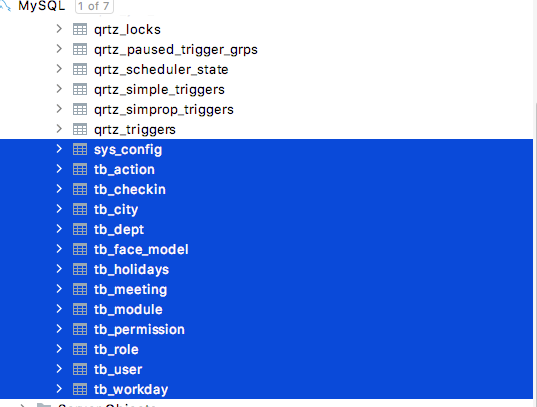 MySQL 1 of 7
qrtz_locks
qrtz_paused_trigger_grps
qrtz_scheduler_state
qrtz_simple_triggers
qrtz_simprop_triggers
qrtz_triggers
sys_config
tb_action
tb_checkin
tb_city
tb_dept
tb_face_model
tb_holidays
tb_meeting
tb_module
tb_permission
tb_role
tb_user
tb_workday